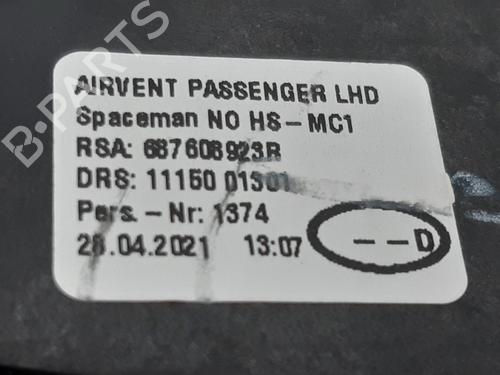 B-PARTS
AIRVENT PASSENGER LHD
Spaceman NO HS-MC1
RSA: 687608923R
DRS: 11150 01301
Pers.-Nr: 1374
28.04.2021 13:07 --D